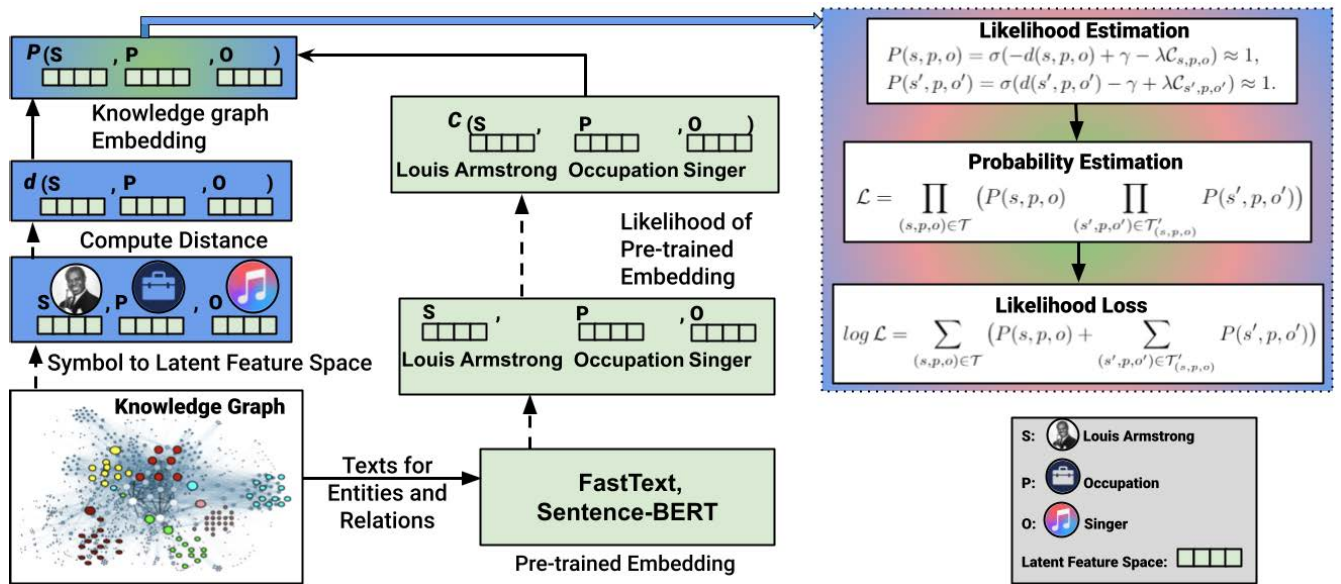 P (S , P , O )
Knowledge graph
Embedding
d (S , P , O )
Compute Distance
S , P , O
Symbol to Latent Feature Space
Knowledge Graph
Texts for
Entities and
Relations
FastText,
Sentence-BERT
Pre-trained Embedding
S , P , O
Louis Armstrong Occupation Singer
Likelihood of
Pre-trained
Embedding
C (S , P , O )
Louis Armstrong Occupation Singer
Likelihood Estimation
P(s, p, o) = σ(−d(s, p, o) + γ − λC_{s,p,o}) ≈ 1,
P(s′, p, o′) = σ(d(s′, p, o′) − γ + λC_{s′,p,o′}) ≈ 1.
Probability Estimation
L = ∏_{(s,p,o)∈T} (P(s, p, o) ∏_{(s′,p,o′)∈T′_{(s,p,o)}} P(s′, p, o′))
Likelihood Loss
log L = ∑_{(s,p,o)∈T} (P(s, p, o) + ∑_{(s′,p,o′)∈T′_{(s,p,o)}} P(s′, p, o′))
S: Louis Armstrong
P: Occupation
O: Singer
Latent Feature Space: